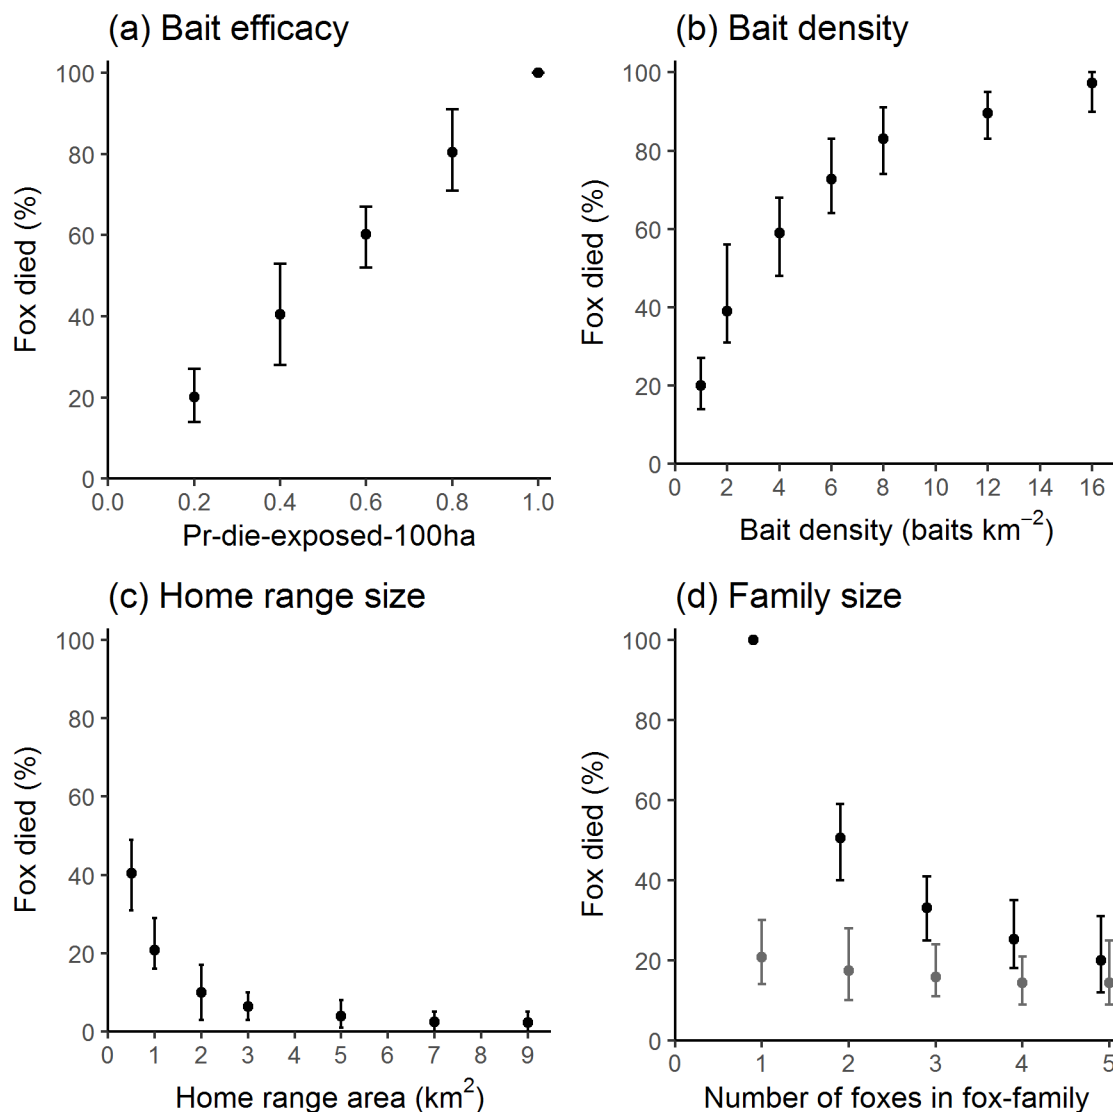 (a) Bait efficacy
100
80
60
40
20
0
Fox died (%)
0.0 0.2 0.4 0.6 0.8 1.0
Pr-die-exposed-100ha
(b) Bait density
100
80
60
40
20
0
Fox died (%)
0 2 4 6 8 10 12 14 16
Bait density (baits km⁻²)
(c) Home range size
100
80
60
40
20
0
Fox died (%)
0 1 2 3 4 5 6 7 8 9
Home range area (km²)
(d) Family size
100
80
60
40
20
0
Fox died (%)
0 1 2 3 4 5
Number of foxes in fox-family